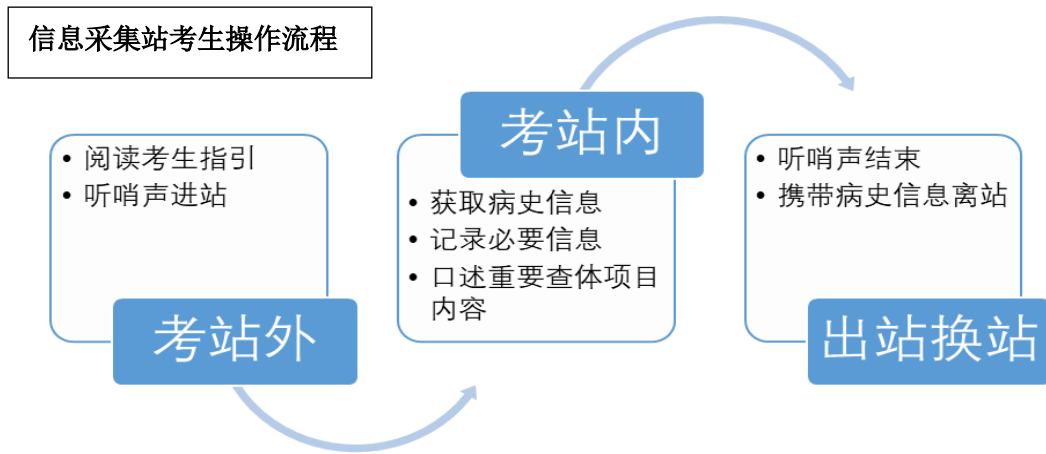 信息采集站考生操作流程
• 阅读考生指引
• 听哨声进站
考站外
考站内
• 获取病史信息
• 记录必要信息
• 口述重要查体项目
内容
• 听哨声结束
• 携带病史信息离站
出站换站